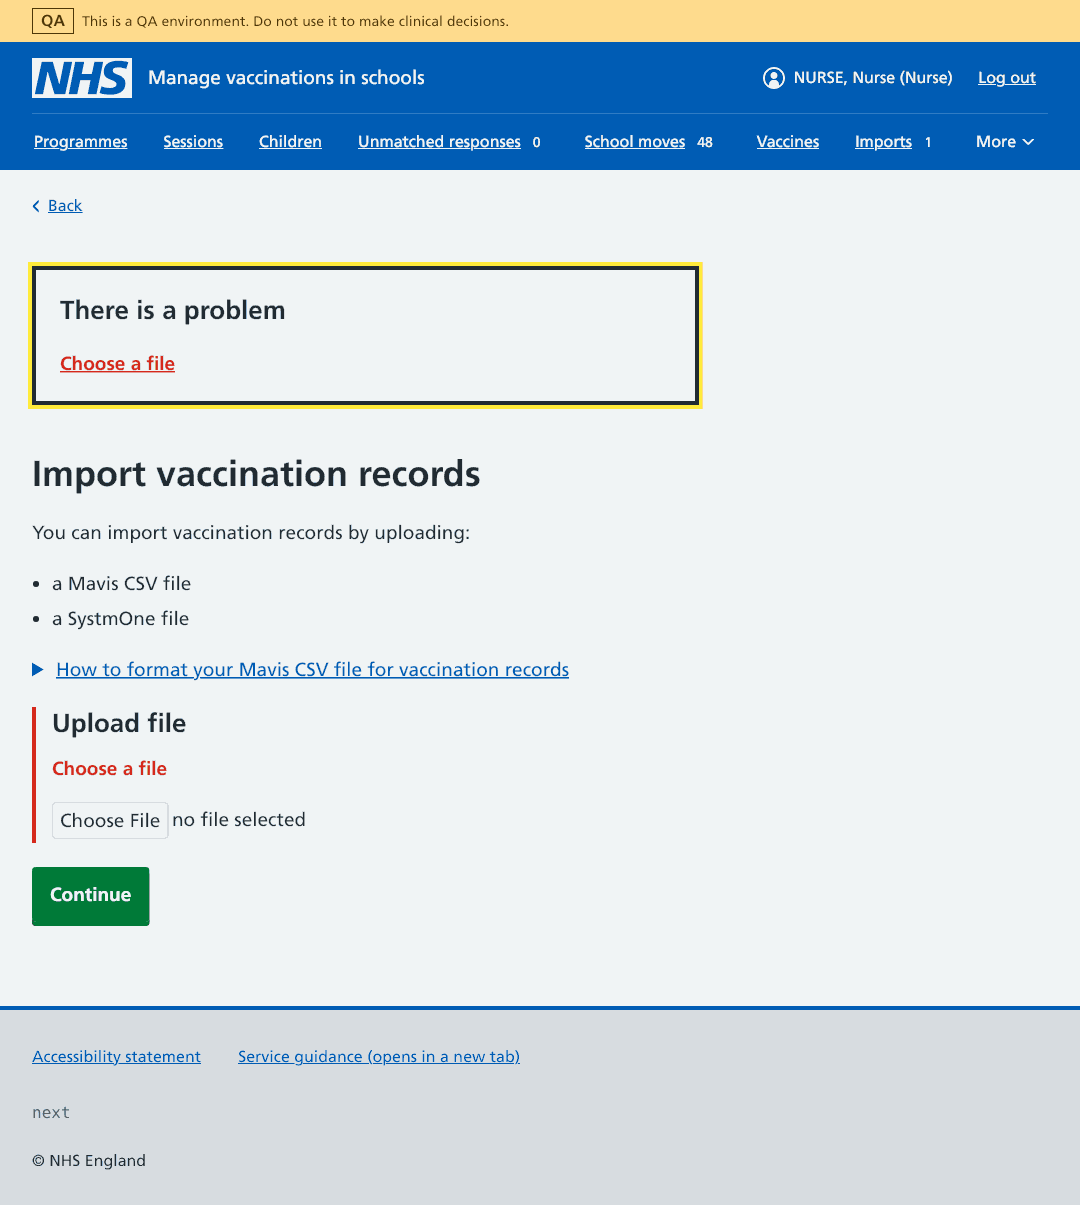 QA This is a QA environment. Do not use it to make clinical decisions.
NHS Manage vaccinations in schools NURSE, Nurse (Nurse) Log out
Programmes Sessions Children Unmatched responses 0 School moves 48 Vaccines Imports 1 More
Back
There is a problem
Choose a file
Import vaccination records
You can import vaccination records by uploading:
• a Mavis CSV file
• a SystmOne file
How to format your Mavis CSV file for vaccination records
Upload file
Choose a file
Choose File no file selected
Continue
Accessibility statement Service guidance (opens in a new tab)
next
© NHS England